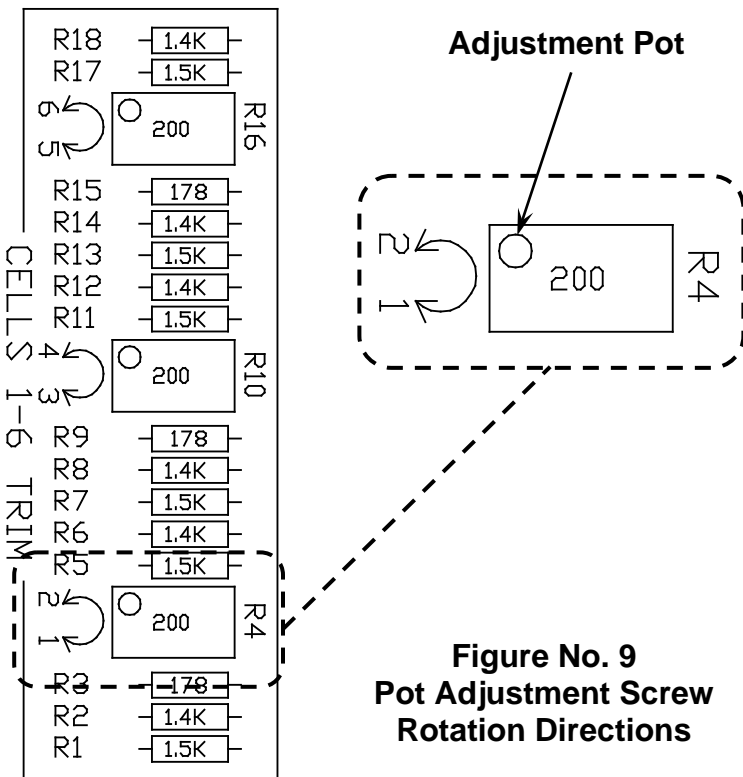 R18 1.4K
R17 1.5K
6 5 200 R16
R15 178
R14 1.4K
R13 1.5K
R12 1.4K
R11 1.5K
4 3 200 R10
R9 178
R8 1.4K
R7 1.5K
R6 1.4K
R5 1.5K
2 1 200 R4
R3 178
R2 1.4K
R1 1.5K
CELLS 1-6 TRIM
Adjustment Pot
2 1 200 R4
Figure No. 9
Pot Adjustment Screw
Rotation Directions